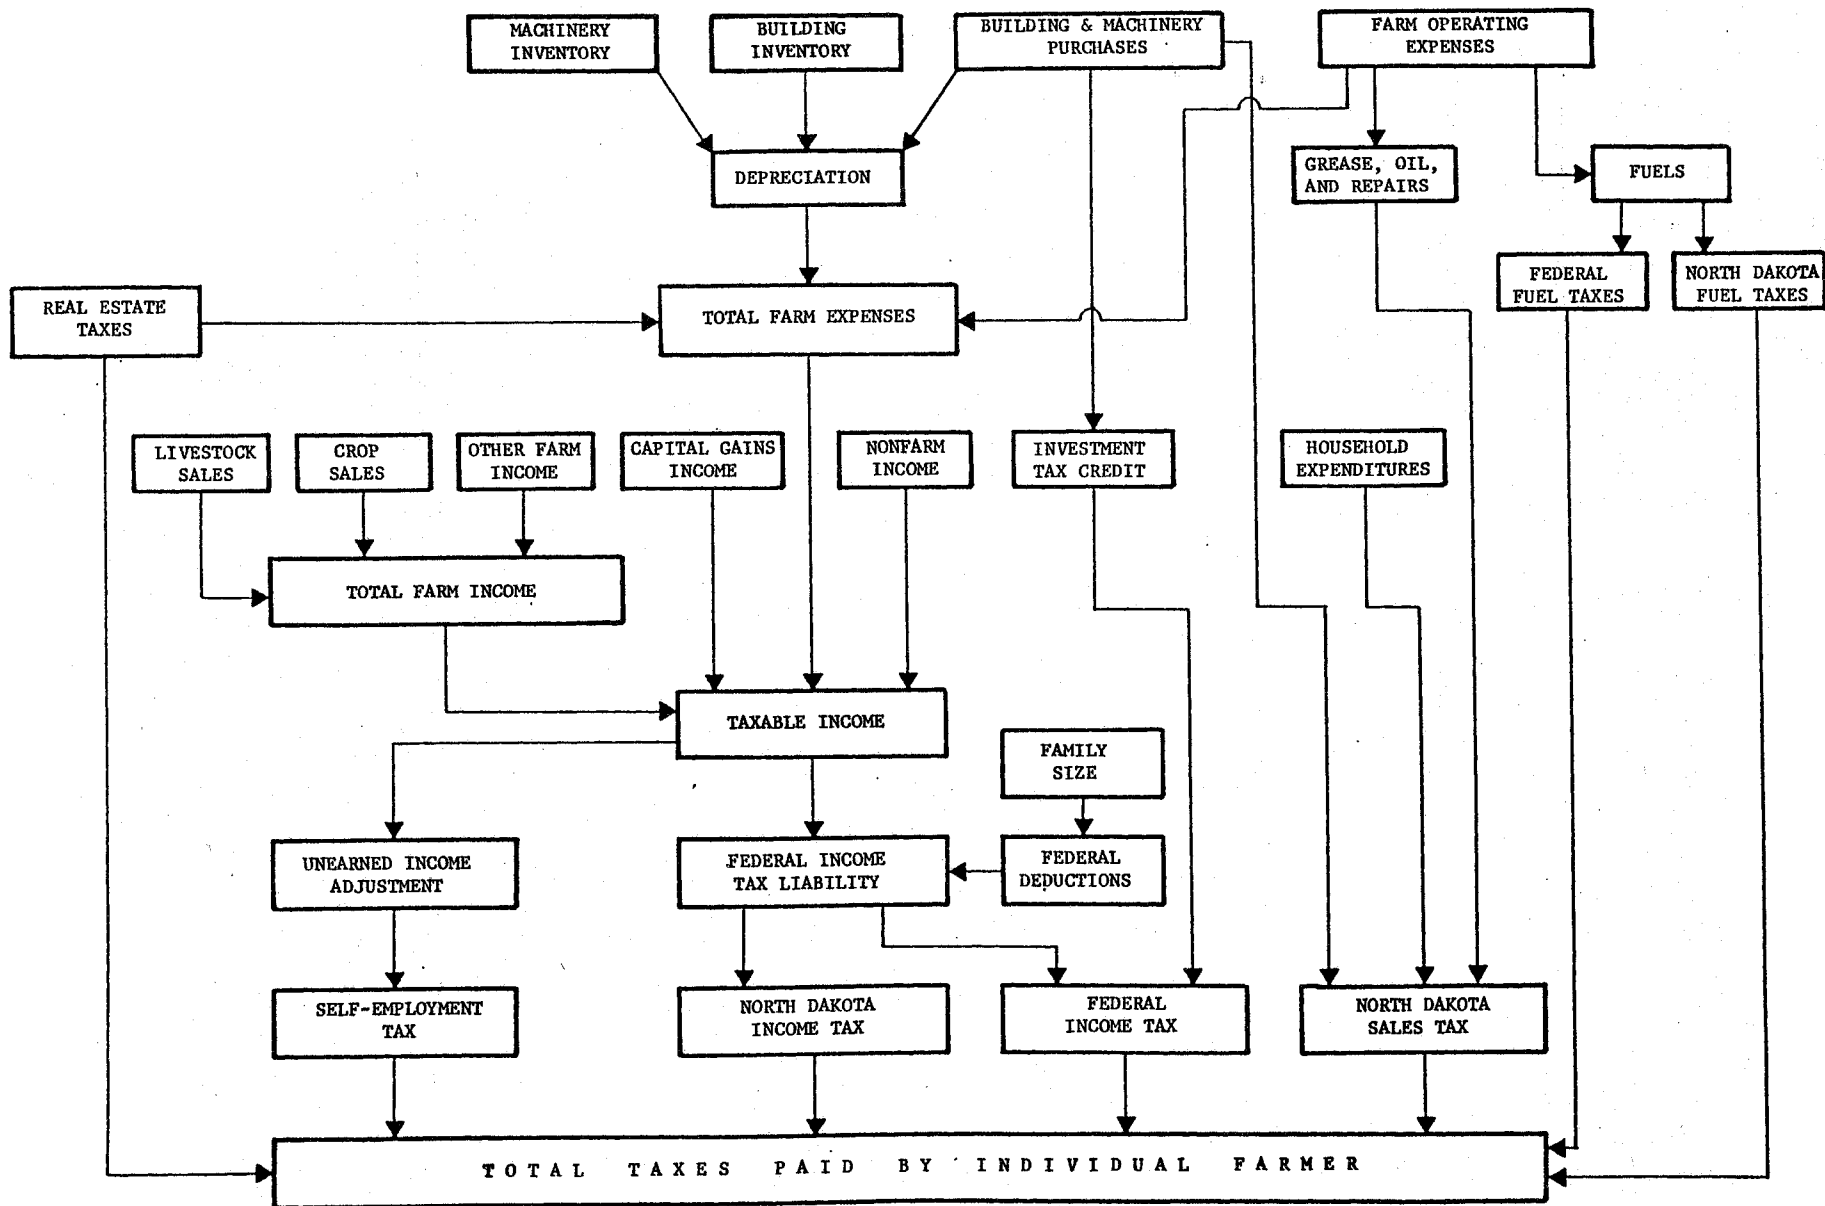 MACHINERY
INVENTORY
BUILDING
INVENTORY
BUILDING & MACHINERY
PURCHASES
FARM OPERATING
EXPENSES
DEPRECIATION
GREASE, OIL,
AND REPAIRS
FUELS
FEDERAL
FUEL TAXES
NORTH DAKOTA
FUEL TAXES
REAL ESTATE
TAXES
TOTAL FARM EXPENSES
LIVESTOCK
SALES
CROP
SALES
OTHER FARM
INCOME
CAPITAL GAINS
INCOME
NONFARM
INCOME
INVESTMENT
TAX CREDIT
HOUSEHOLD
EXPENDITURES
TOTAL FARM INCOME
TAXABLE INCOME
FAMILY
SIZE
UNEARNED INCOME
ADJUSTMENT
FEDERAL INCOME
TAX LIABILITY
FEDERAL
DEDUCTIONS
SELF-EMPLOYMENT
TAX
NORTH DAKOTA
INCOME TAX
FEDERAL
INCOME TAX
NORTH DAKOTA
SALES TAX
TOTAL TAXES PAID BY INDIVIDUAL FARMER